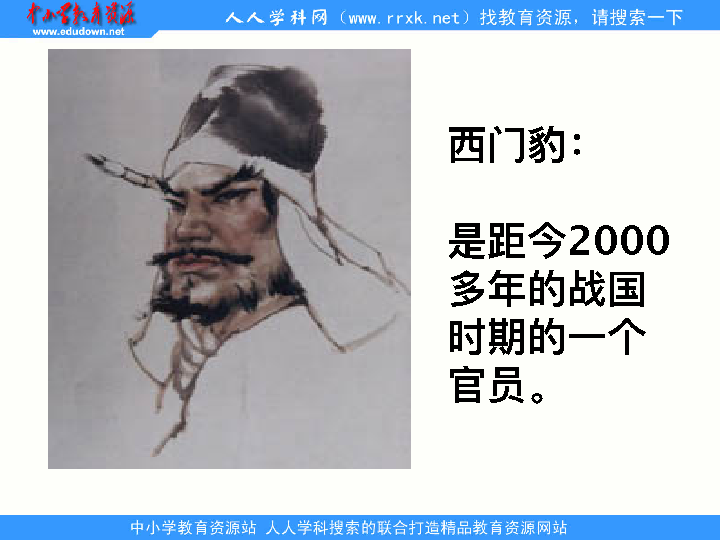 中小学教育资源
www.edudown.net
人人学科网（www.rrxk.net）找教育资源，请搜索一下
西门豹：
是距今2000
多年的战国
时期的一个
官员。
中小学教育资源站 人人学科搜索的联合打造精品教育资源网站